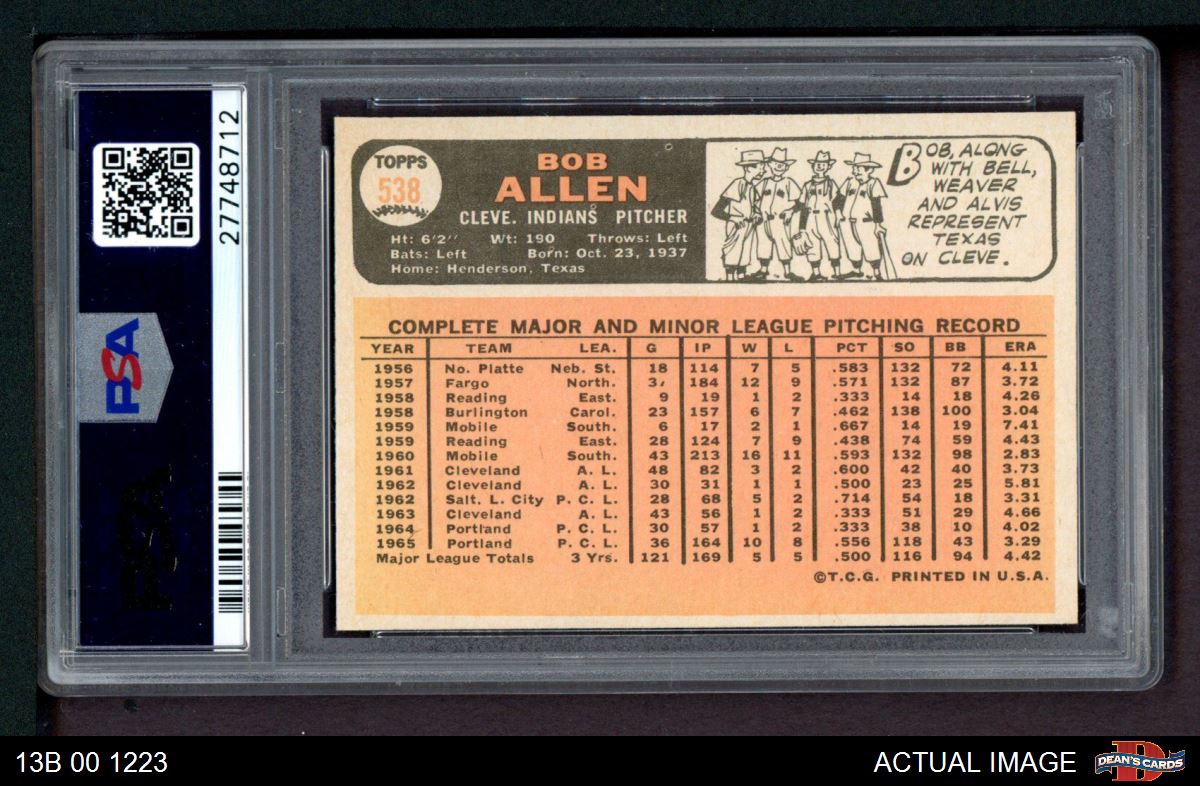 27748712
PSA
TOPPS
538
BOB
ALLEN
CLEVE. INDIANS PITCHER
Ht: 6'2'' Wt: 190 Throws: Left
Bats: Left Born: Oct. 23, 1937
Home: Henderson, Texas
BOB, ALONG
WITH BELL,
WEAVER
AND ALVIS
REPRESENT
TEXAS
ON CLEVE.
COMPLETE MAJOR AND MINOR LEAGUE PITCHING RECORD
YEAR TEAM LEA. G IP W L PCT SO BB ERA
1956 No. Platte Neb. St. 18 114 7 5 .583 132 72 4.11
1957 Fargo North. 184 12 9 .571 132 87 3.72
1958 Reading East. 9 19 1 2 .333 14 18 4.26
1958 Burlington Carol. 23 157 6 7 .462 138 100 3.04
1959 Mobile South. 6 17 2 1 .667 14 19 7.41
1959 Reading East. 28 124 7 9 .438 74 59 4.43
1960 Mobile South. 43 213 16 11 .593 132 98 2.83
1961 Cleveland A. L. 48 82 3 2 .600 42 40 3.73
1962 Cleveland A. L. 30 31 1 1 .500 23 25 5.81
1962 Salt. L. City P. C. L. 28 68 5 2 .714 54 18 3.31
1963 Cleveland A. L. 43 56 1 2 .333 51 29 4.66
1964 Portland P. C. L. 30 57 1 2 .333 38 10 4.02
1965 Portland P. C. L. 36 164 10 8 .556 118 43 3.29
Major League Totals 3 Yrs. 121 169 5 5 .500 116 94 4.42
©T.C.G. PRINTED IN U.S.A.
13B 00 1223
ACTUAL IMAGE
DEAN'S CARDS